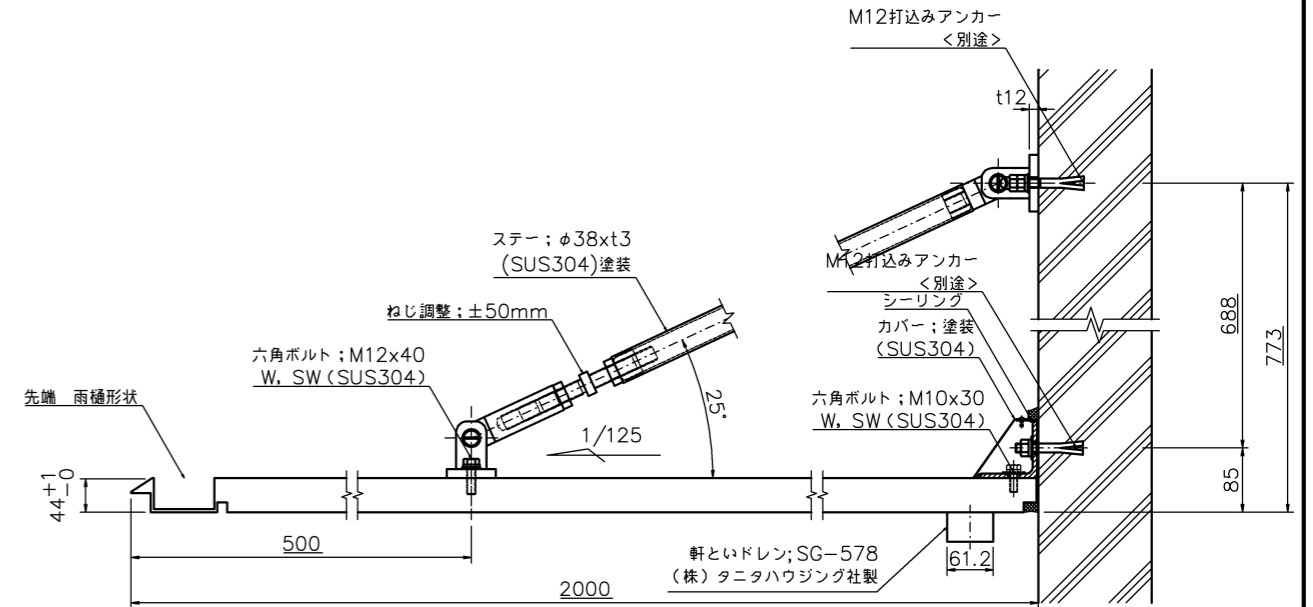 M12打込みアンカー
<別途>
t12
ステー；φ38xt3
(SUS304)塗装
M12打込みアンカー
<別途>
シーリング
ねじ調整；±50mm
カバー；塗装
(SUS304)
688
773
六角ボルト；M12x40
W, SW(SUS304)
先端 雨樋形状
25°
六角ボルト；M10x30
W, SW(SUS304)
1/125
44+1-0
85
500
軒といドレン;SG-578
(株) タニタハウジング社製
61.2
2000